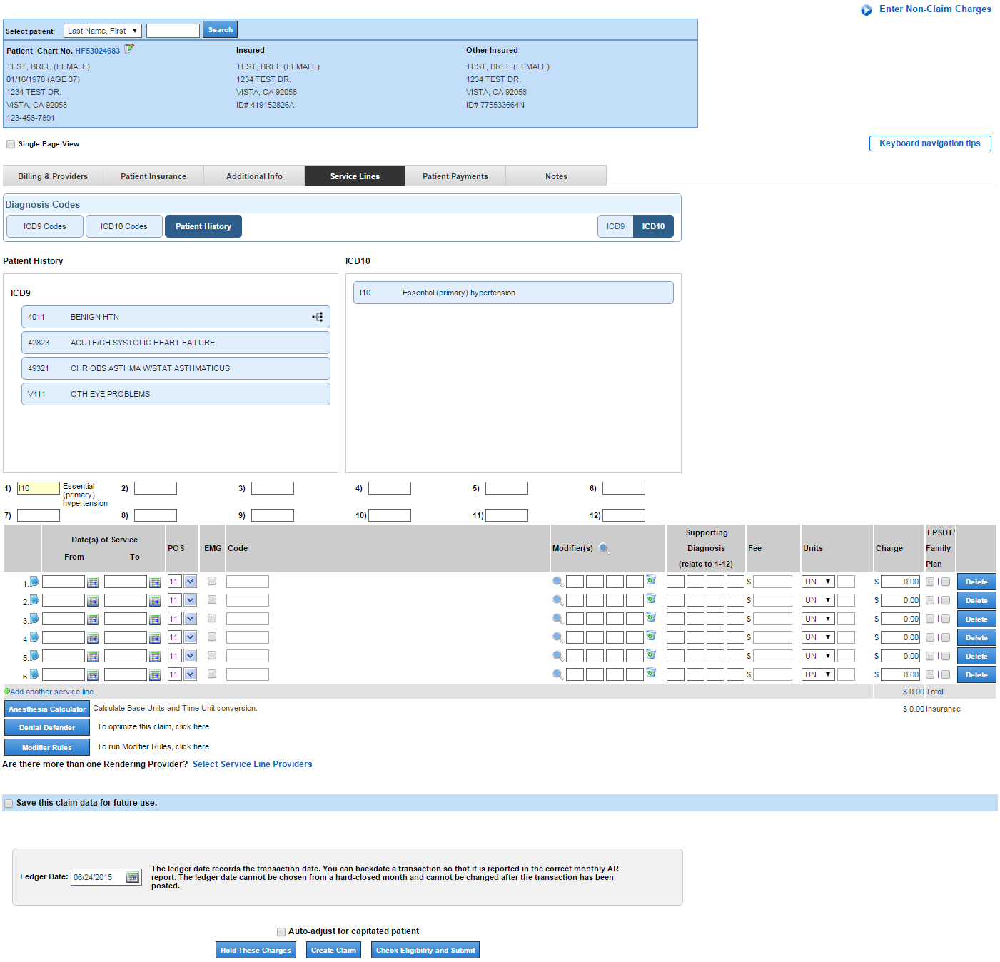 Enter Non-Claim Charges
Select patient: Last Name, First Search
Patient Chart No. HF53024683 Insured Other Insured
TEST, BREE (FEMALE) TEST, BREE (FEMALE) TEST, BREE (FEMALE)
01/16/1978 (AGE 37) 1234 TEST DR. 1234 TEST DR.
1234 TEST DR. VISTA, CA 92058 VISTA, CA 92058
VISTA, CA 92058 ID# 419152826A ID# 775533664N
123-456-7891
Single Page View Keyboard navigation tips
Billing & Providers Patient Insurance Additional Info Service Lines Patient Payments Notes
Diagnosis Codes
ICD9 Codes ICD10 Codes Patient History ICD9 ICD10
Patient History ICD10
ICD9
I10 Essential (primary) hypertension
4011 BENIGN HTN
42823 ACUTE/CH SYSTOLIC HEART FAILURE
49321 CHR OBS ASTHMA W/STAT ASTHMATICUS
V411 OTH EYE PROBLEMS
1) I10 Essential (primary) hypertension 2) 3) 4) 5) 6)
7) 8) 9) 10) 11) 12)
Date(s) of Service From To POS EMG Code Modifier(s) Supporting Diagnosis (relate to 1-12) Fee Units Charge EPSDT/ Family Plan
1. 11 $ UN $ 0.00 | Delete
2. 11 $ UN $ 0.00 | Delete
3. 11 $ UN $ 0.00 | Delete
4. 11 $ UN $ 0.00 | Delete
5. 11 $ UN $ 0.00 | Delete
6. 11 $ UN $ 0.00 | Delete
Add another service line $ 0.00 Total
Anesthesia Calculator Calculate Base Units and Time Unit conversion. $ 0.00 Insurance
Denial Defender To optimize this claim, click here
Modifier Rules To run Modifier Rules, click here
Are there more than one Rendering Provider? Select Service Line Providers
Save this claim data for future use.
Ledger Date: 06/24/2015
The ledger date records the transaction date. You can backdate a transaction so that it is reported in the correct monthly AR
report. The ledger date cannot be chosen from a hard-closed month and cannot be changed after the transaction has been
posted.
Auto-adjust for capitated patient
Hold These Charges Create Claim Check Eligibility and Submit